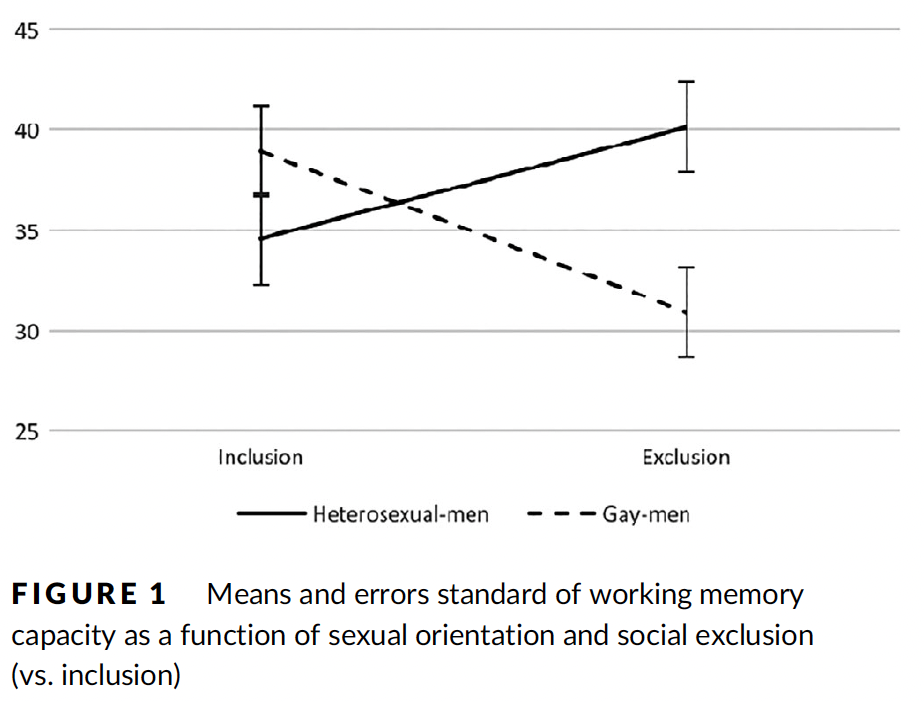 45
40
35
30
25
Inclusion Exclusion
Heterosexual-men Gay-men
FIGURE 1 Means and errors standard of working memory
capacity as a function of sexual orientation and social exclusion
(vs. inclusion)